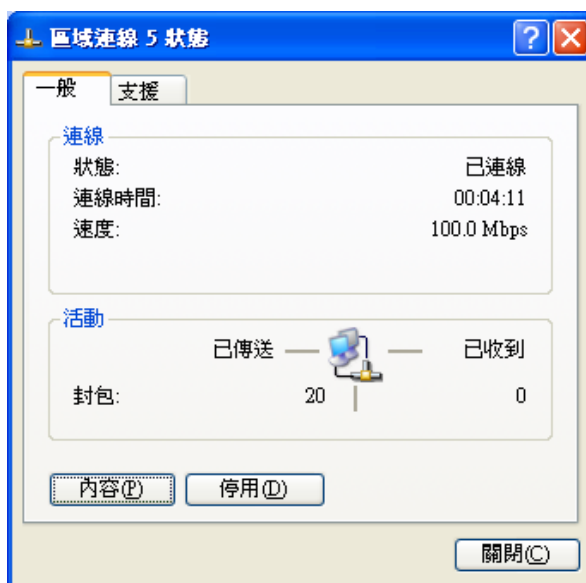 區域連線 5 狀態
一般 支援
連線
狀態: 已連線
連線時間: 00:04:11
速度: 100.0 Mbps
活動
已傳送 已收到
封包: 20 0
內容(P) 停用(D)
關閉(C)